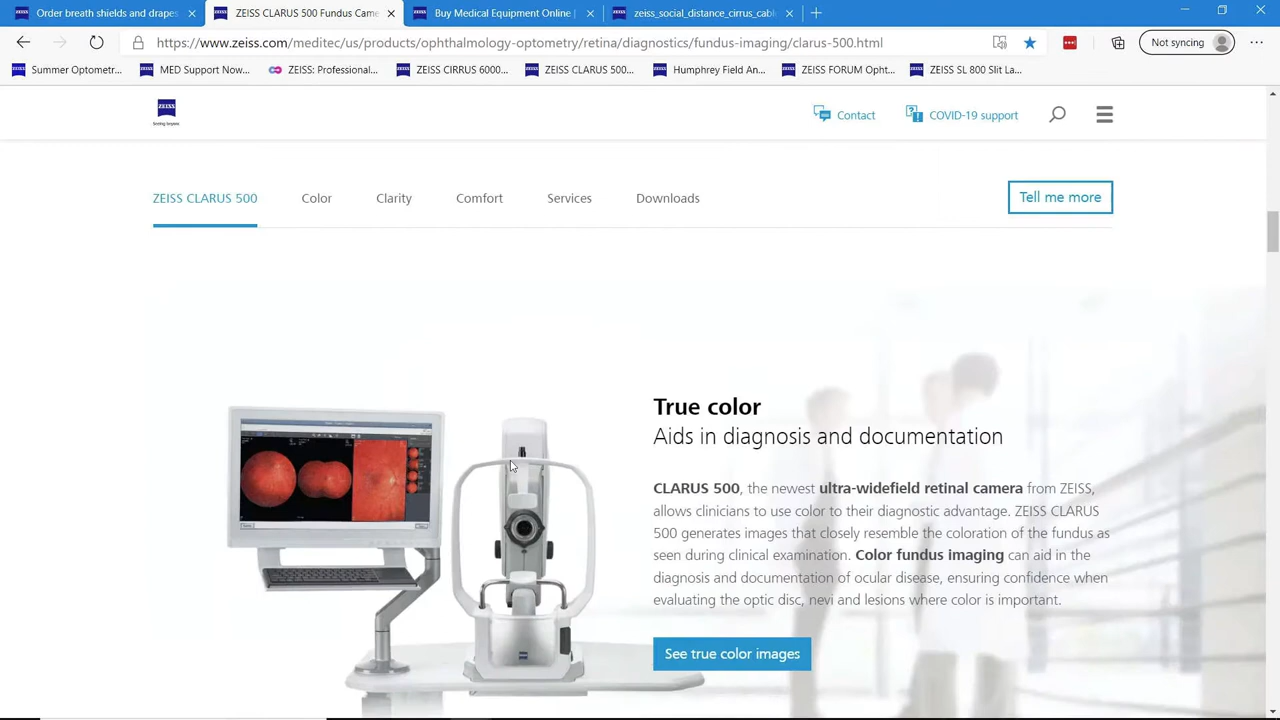 Order breath shields and drapes
ZEISS CLARUS 500 Fundus Came
Buy Medical Equipment Online |
zeiss_social_distance_cirrus_cabl
https://www.zeiss.com/meditec/us/products/ophthalmology-optometry/retina/diagnostics/fundus-imaging/clarus-500.html
Not syncing
Summer Optometry...
MED Support Now...
ZEISS: Professional...
ZEISS CIRRUS 6000...
ZEISS CLARUS 500...
Humphrey Field An...
ZEISS FORUM Opht...
ZEISS SL 800 Slit La...
ZEISS
Contact
COVID-19 support
ZEISS CLARUS 500
Color
Clarity
Comfort
Services
Downloads
Tell me more
True color
Aids in diagnosis and documentation
CLARUS 500, the newest ultra-widefield retinal camera from ZEISS,
allows clinicians to use color to their diagnostic advantage. ZEISS CLARUS
500 generates images that closely resemble the coloration of the fundus as
seen during clinical examination. Color fundus imaging can aid in the
diagnosis and documentation of ocular disease, ensuring confidence when
evaluating the optic disc, nevi and lesions where color is important.
See true color images